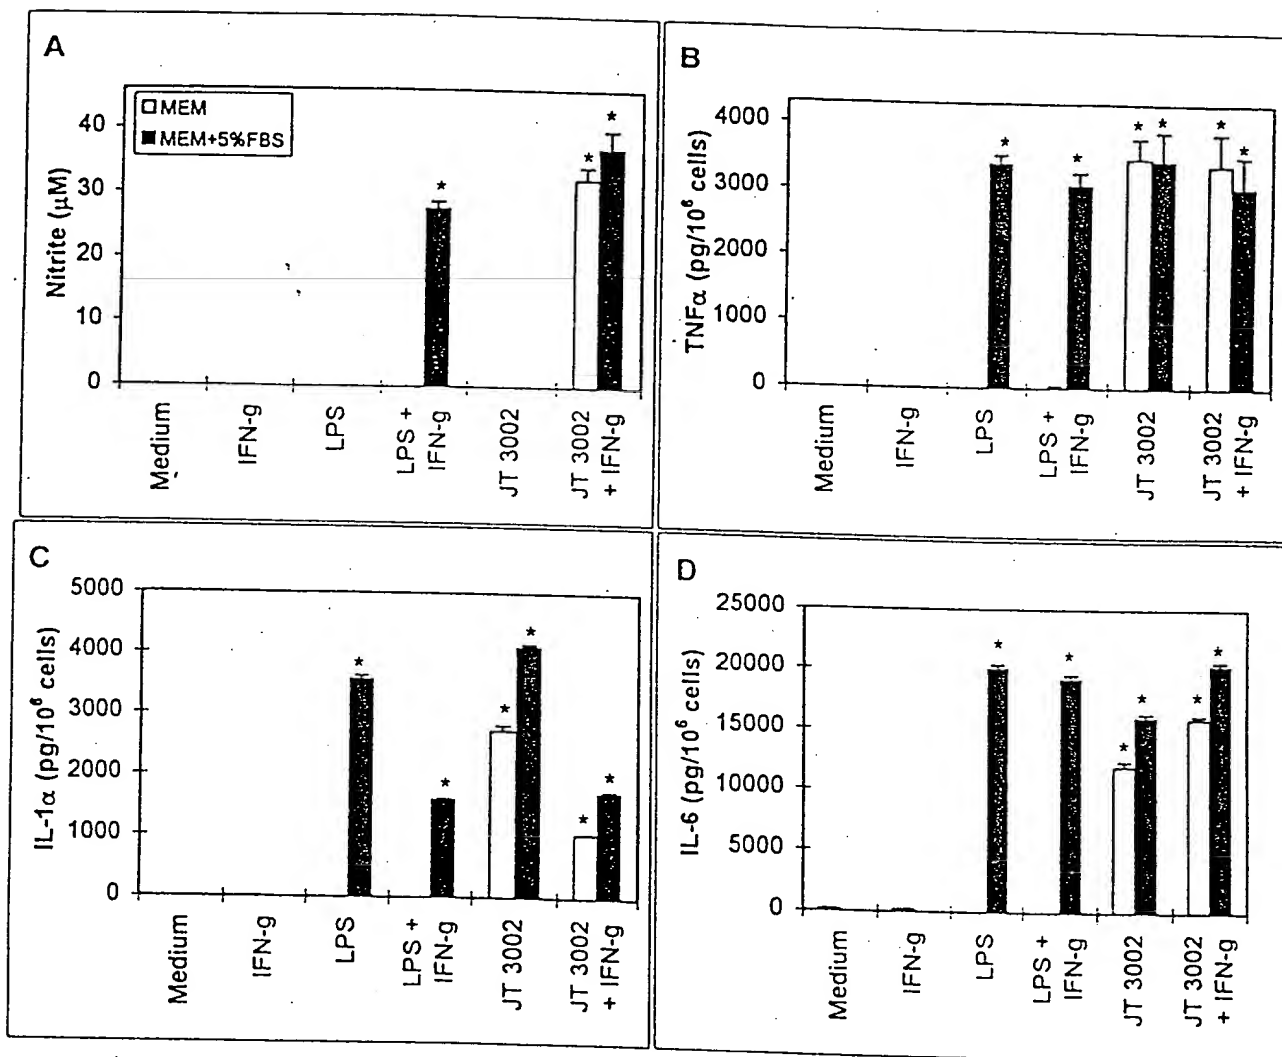 A
MEM
MEM+5%FBS
Nitrite (μM)
40
30
20
10
0
Medium
IFN-g
LPS
LPS +
IFN-g
JT 3002
JT 3002
+ IFN-g
* * *
B
TNFα (pg/10⁶ cells)
4000
3000
2000
1000
0
Medium
IFN-g
LPS
LPS +
IFN-g
JT 3002
JT 3002
+ IFN-g
* * * * * *
C
IL-1α (pg/10⁶ cells)
5000
4000
3000
2000
1000
0
Medium
IFN-g
LPS
LPS +
IFN-g
JT 3002
JT 3002
+ IFN-g
* * * * * *
D
IL-6 (pg/10⁶ cells)
25000
20000
15000
10000
5000
0
Medium
IFN-g
LPS
LPS +
IFN-g
JT 3002
JT 3002
+ IFN-g
* * * * * *